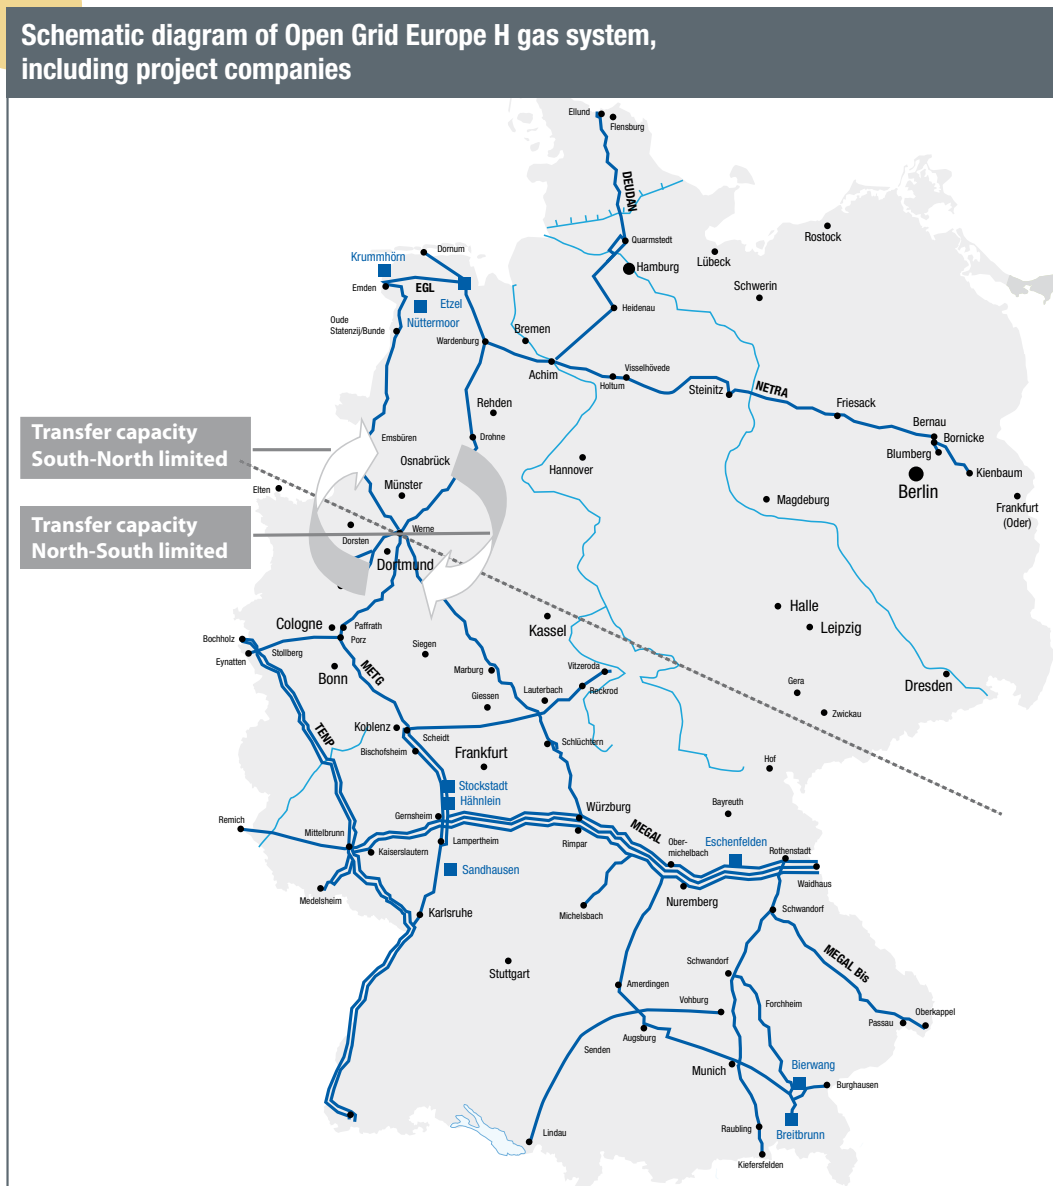 Schematic diagram of Open Grid Europe H gas system,
including project companies
Ellund
Flensburg
DEUDAN
Rostock
Quarmstedt
Dornum
Lübeck
Krummhörn
Hamburg
Schwerin
Emden
EGL
Etzel
Heidenau
Nüttermoor
Oude
Statenzij/Bunde
Bremen
Wardenburg
Achim
Visselhövede
Holtum
Steinitz
NETRA
Friesack
Rehden
Bernau
Bornicke
Blumberg
Kienbaum
Transfer capacity
South-North limited
Emsbüren
Drohne
Osnabrück
Hannover
Berlin
Elten
Münster
Magdeburg
Frankfurt
(Oder)
Transfer capacity
North-South limited
Werne
Dorsten
Dortmund
Halle
Cologne
Paffrath
Kassel
Leipzig
Bochholz
Porz
Siegen
Stollberg
Eynatten
Bonn
METG
Marburg
Vitzeroda
Gera
Dresden
Giessen
Lauterbach
Reckrod
Zwickau
TENP
Koblenz
Scheidt
Bischofsheim
Frankfurt
Schlüchtern
Hof
Stockstadt
Hähnlein
Bayreuth
Remich
Gernsheim
Würzburg
MEGAL
Mittelbrunn
Lampertheim
Rimpar
Ober-
michelbach
Eschenfelden
Rothenstadt
Kaiserslautern
Sandhausen
Waidhaus
Medelsheim
Nuremberg
Karlsruhe
Michelsbach
Schwandorf
Stuttgart
Schwandorf
MEGAL Bis
Amerdingen
Vohburg
Forchheim
Oberkappel
Passau
Augsburg
Senden
Munich
Bierwang
Burghausen
Lindau
Raubling
Breitbrunn
Kiefersfelden